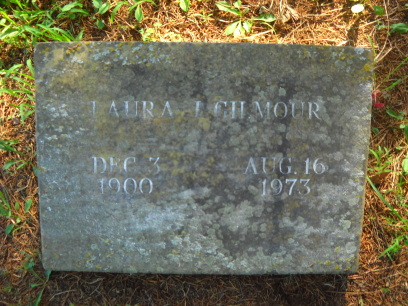 LAURA J GILMOUR
DEC. 3 AUG. 16
1900 1973